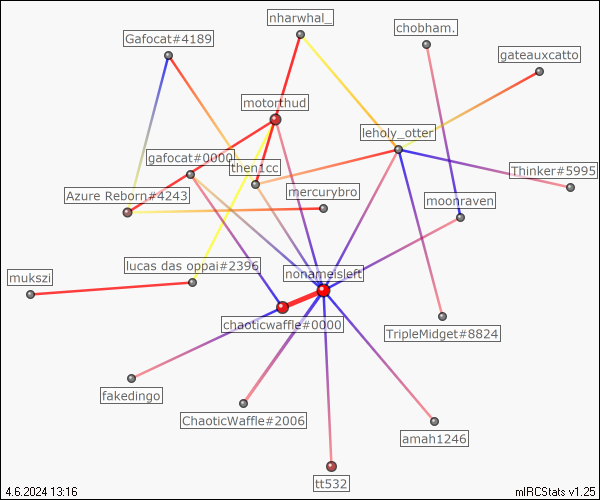 nharwhal_
chobham.
Gafocat#4189
gateauxcatto
motorthud
leholy_otter
gafocat#0000
then1cc
Thinker#5995
Azure Reborn#4243
mercurybro
moonraven
lucas das oppai#2396
mukszi
nonameisleft
chaoticwaffle#0000
TripleMidget#8824
fakedingo
ChaoticWaffle#2006
amah1246
tt532
4.6.2024 13:16
mIRCStats v1.25